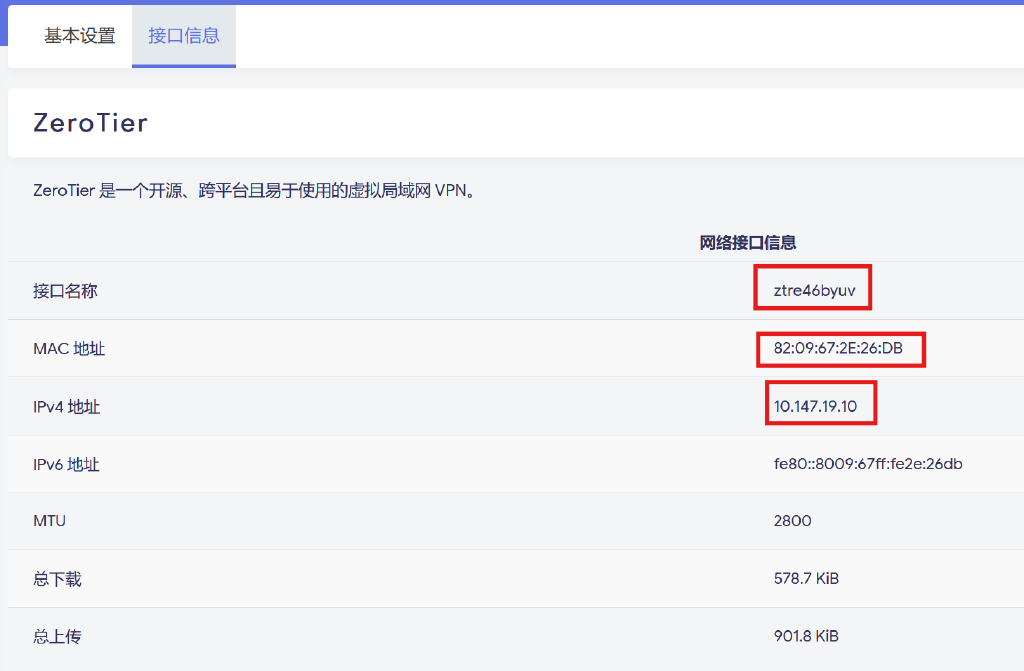 基本设置 接口信息
ZeroTier
ZeroTier 是一个开源、跨平台且易于使用的虚拟局域网 VPN。
网络接口信息
接口名称 ztre46byuv
MAC 地址 82:09:67:2E:26:DB
IPv4 地址 10.147.19.10
IPv6 地址 fe80::8009:67ff:fe2e:26db
MTU 2800
总下载 578.7 KiB
总上传 901.8 KiB